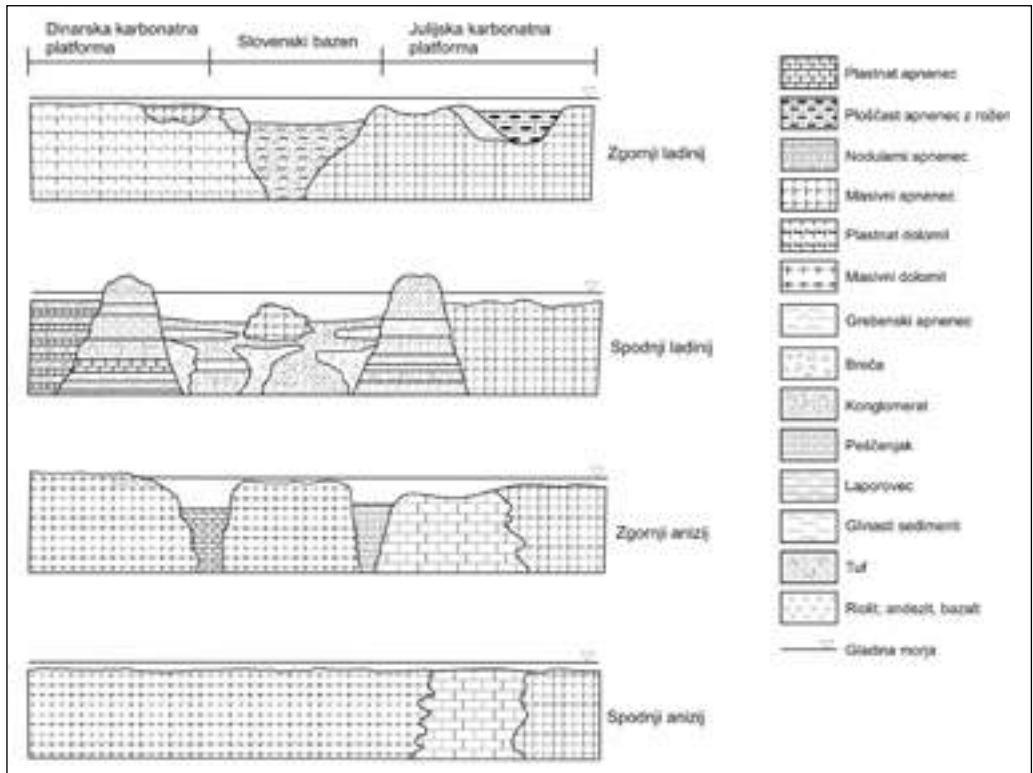 Dinarska karbonatna
platforma
Slovenski bazen
Julijska karbonatna
platforma
Zgornji ladinij
Spodnji ladinij
Zgornji anizij
Spodnji anizij
Plastnat apnenec
Ploščast apnenec z rožen
Nodularni apnenec
Masivni apnenec
Plastnat dolomit
Masivni dolomit
Grebenski apnenec
Breča
Konglomerat
Peščenjak
Laporovec
Glinast sedimenti
Tuf
Riolit, andezit, bazalt
Gladina morja